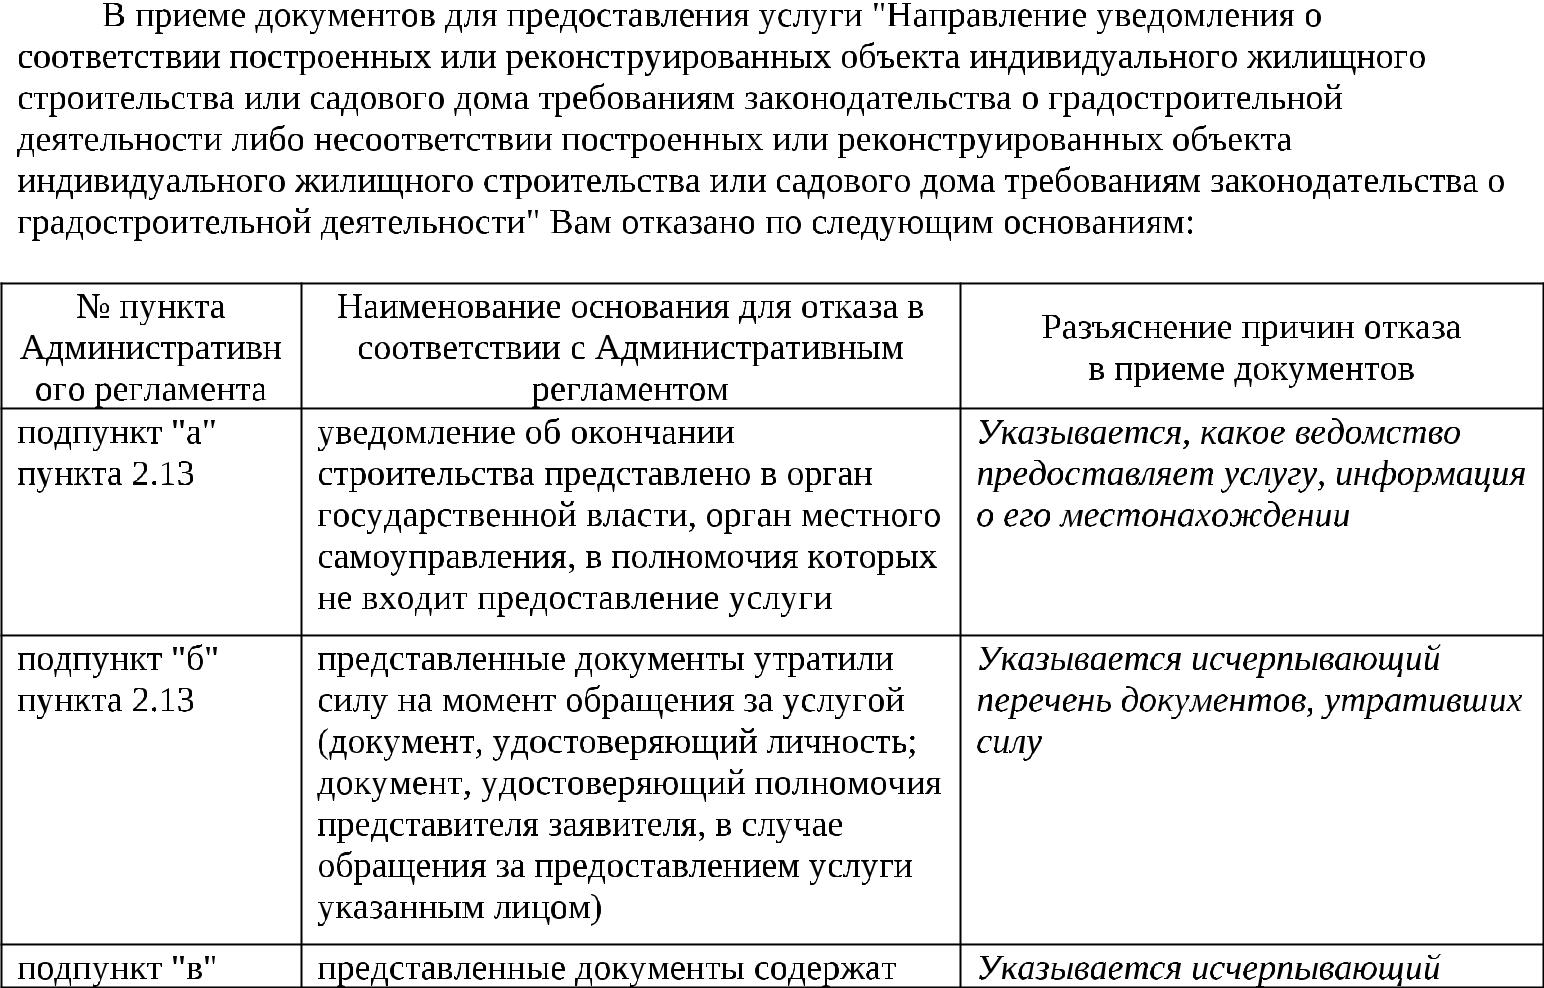 В приеме документов для предоставления услуги "Направление уведомления о
соответствии построенных или реконструированных объекта индивидуального жилищного
строительства или садового дома требованиям законодательства о градостроительной
деятельности либо несоответствии построенных или реконструированных объекта
индивидуального жилищного строительства или садового дома требованиям законодательства о
градостроительной деятельности" Вам отказано по следующим основаниям:
№ пункта
Административн
ого регламента
Наименование основания для отказа в
соответствии с Административным
регламентом
Разъяснение причин отказа
в приеме документов
подпункт "а"
пункта 2.13
уведомление об окончании
строительства представлено в орган
государственной власти, орган местного
самоуправления, в полномочия которых
не входит предоставление услуги
Указывается, какое ведомство
предоставляет услугу, информация
о его местонахождении
подпункт "б"
пункта 2.13
представленные документы утратили
силу на момент обращения за услугой
(документ, удостоверяющий личность;
документ, удостоверяющий полномочия
представителя заявителя, в случае
обращения за предоставлением услуги
указанным лицом)
Указывается исчерпывающий
перечень документов, утративших
силу
подпункт "в"
представленные документы содержат
Указывается исчерпывающий